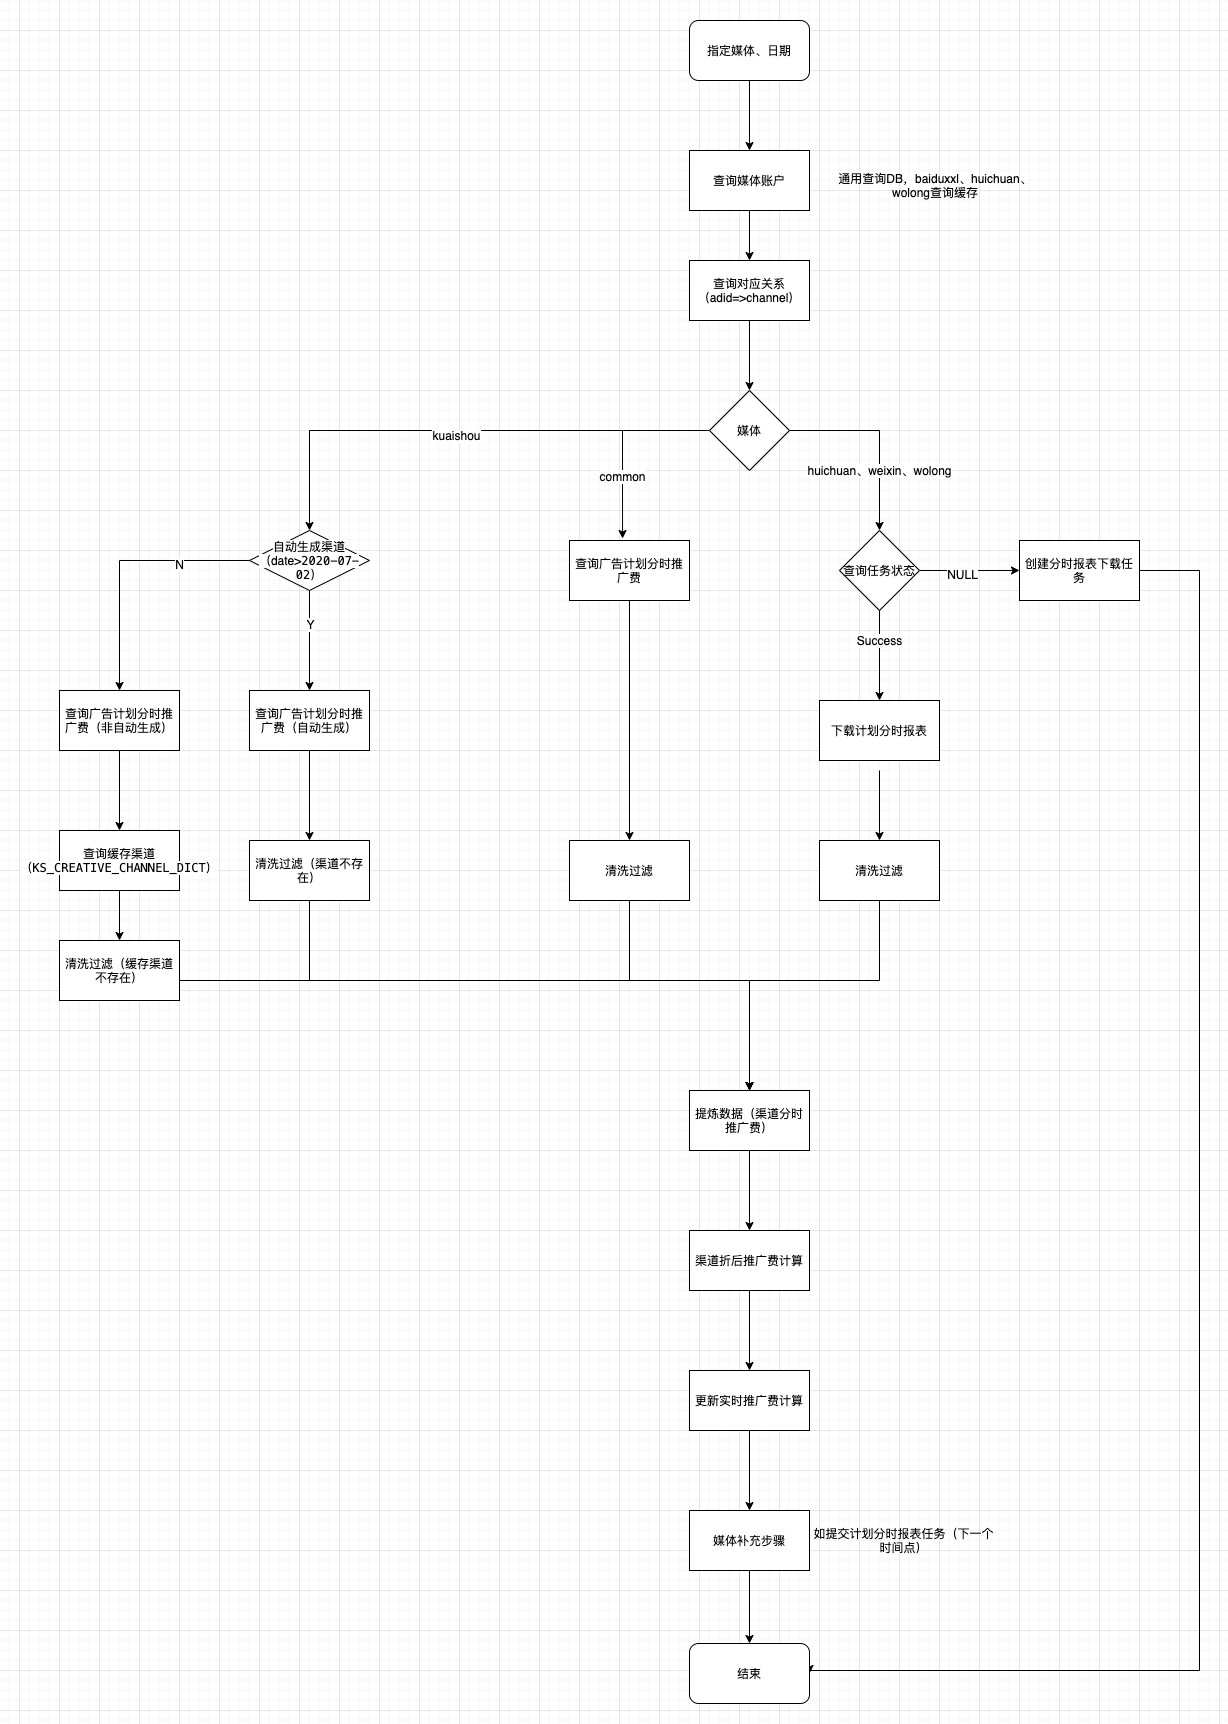 指定媒体、日期
查询媒体账户
通用查询DB，baiduxxl、huichuan、
wolong查询缓存
查询对应关系
（adid=>channel）
媒体
kuaishou
common
huichuan、weixin、wolong
自动生成渠道
（date>2020-07-
02）
N
Y
查询广告计划分时推
广费
查询任务状态
NULL
创建分时报表下载任
务
Success
查询广告计划分时推
广费（非自动生成）
查询广告计划分时推
广费（自动生成）
下载计划分时报表
查询缓存渠道
（KS_CREATIVE_CHANNEL_DICT）
清洗过滤（渠道不存
在）
清洗过滤
清洗过滤
清洗过滤（缓存渠道
不存在）
提炼数据（渠道分时
推广费）
渠道折后推广费计算
更新实时推广费计算
媒体补充步骤
如提交计划分时报表任务（下一个
时间点）
结束